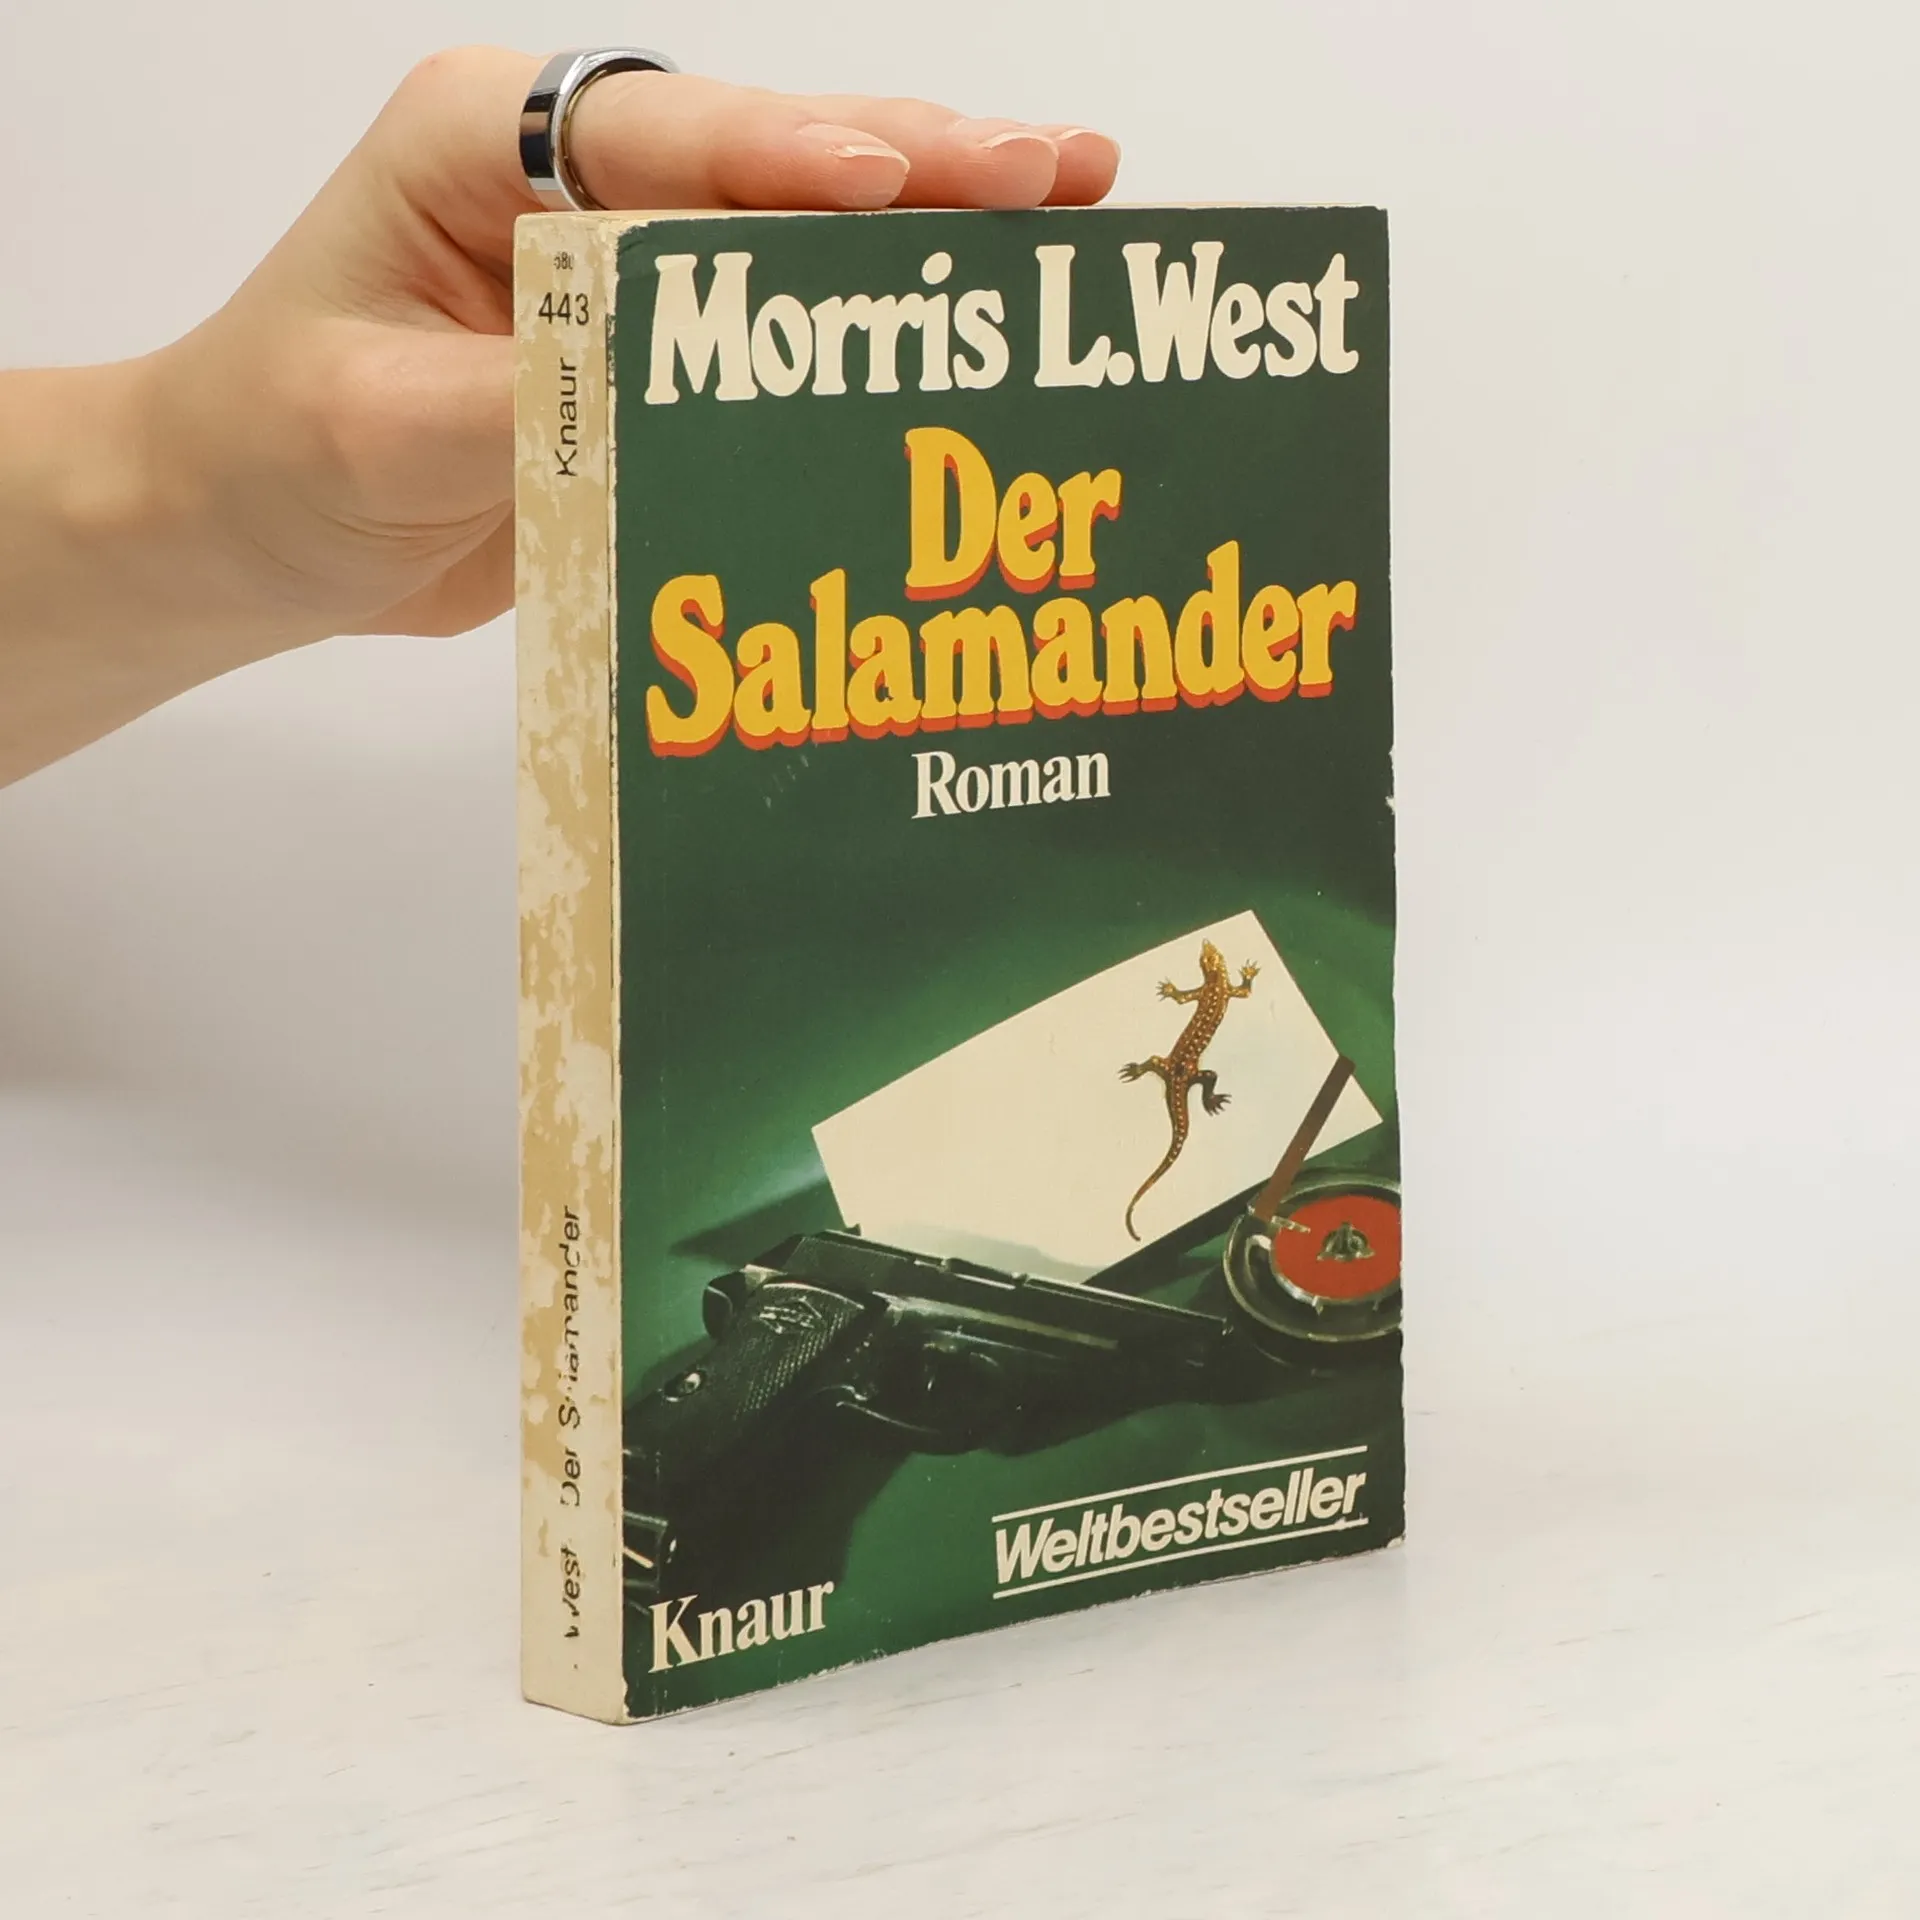 443
Knaur
West Der Salamander
Morris L.West
Der
Salamander
Roman
Weltbestseller
Knaur